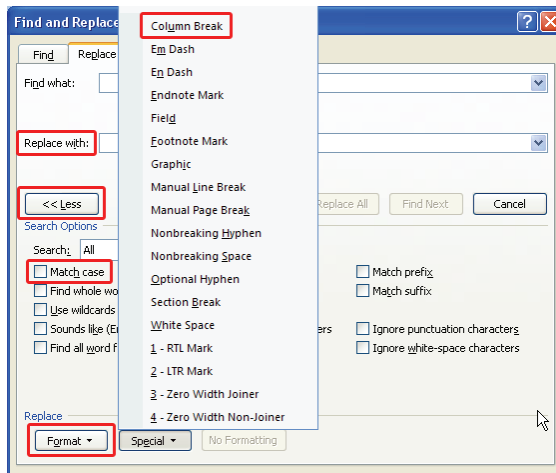 Find and Replace
Find Replace
Find what:
Replace with:
<< Less
Replace All
Find Next
Cancel
Search Options
Search: All
Match case
Find whole wo
Use wildcards
Sounds like (En
Find all word f
Match prefix
Match suffix
ers
Ignore punctuation characters
Ignore white-space characters
Replace
Format
Special
No Formatting
Column Break
Em Dash
En Dash
Endnote Mark
Field
Footnote Mark
Graphic
Manual Line Break
Manual Page Break
Nonbreaking Hyphen
Nonbreaking Space
Optional Hyphen
Section Break
White Space
1 - RTL Mark
2 - LTR Mark
3 - Zero Width Joiner
4 - Zero Width Non-Joiner